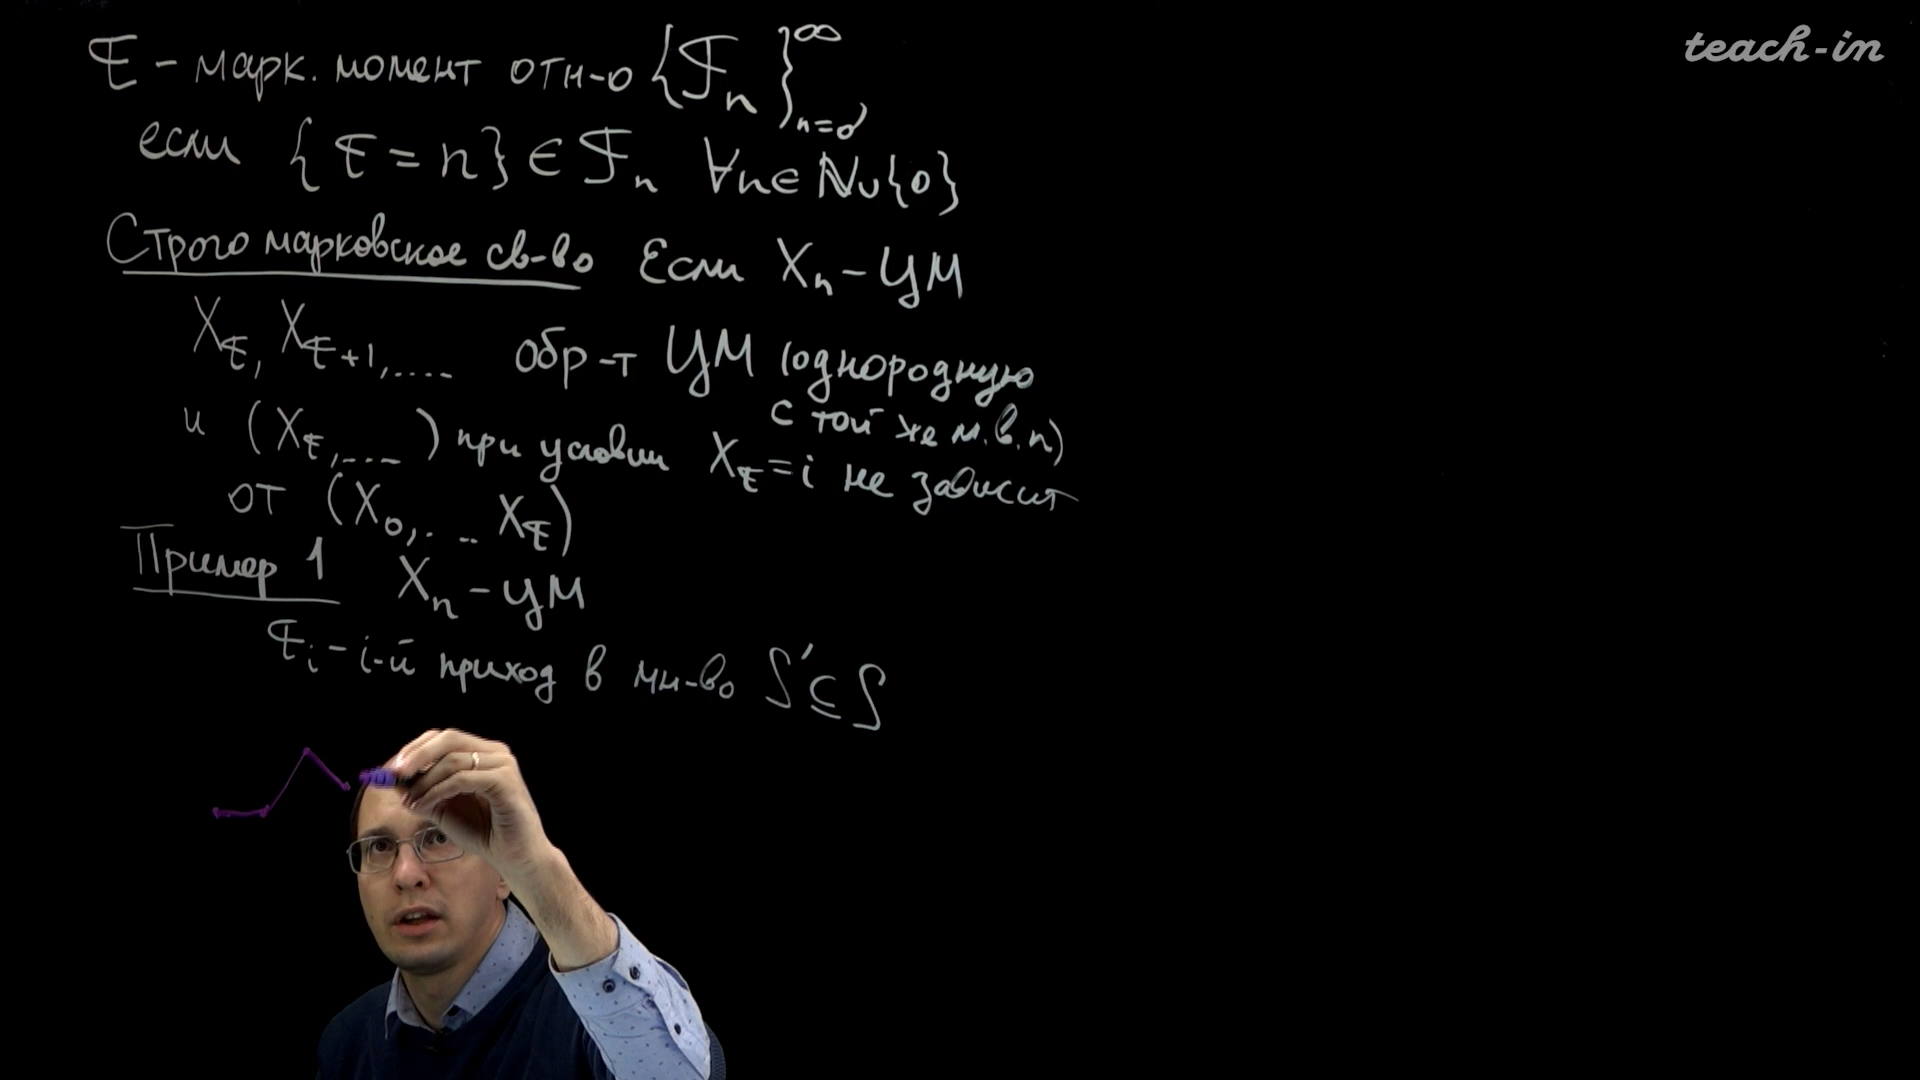 teach-in
τ - марк. момент отн-о {𝓕ₙ}ₙ₌₀^∞
если {τ = n} ∈ 𝓕ₙ ∀n ∈ ℕ∪{0}
Строго марковское св-во Если Xₙ - ЦМ
X_τ, X_τ+1, .... обр-т ЦМ (однородную
с той же м.в.п)
и (X_τ, ...) при условии X_τ = i не зависит
от (X₀, ... X_τ)
Пример 1 Xₙ - ЦМ
τᵢ - i-й приход в мн-во S' ⊆ S